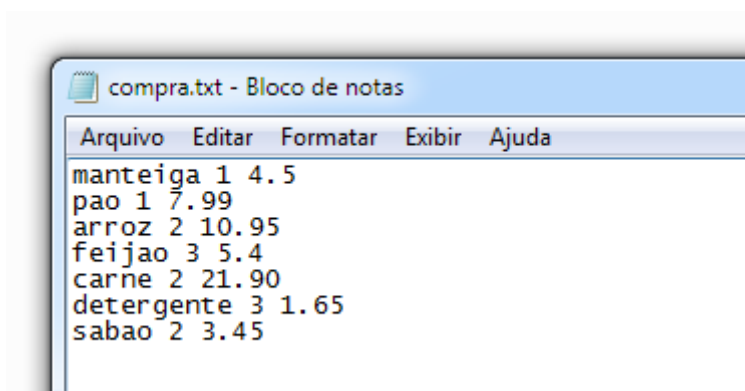 compra.txt - Bloco de notas
Arquivo Editar Formatar Exibir Ajuda
manteiga 1 4.5
pao 1 7.99
arroz 2 10.95
feijao 3 5.4
carne 2 21.90
detergente 3 1.65
sabao 2 3.45